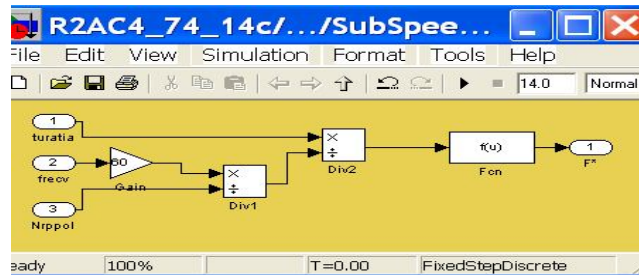 R2AC4_74_14c/.../SubSpee...
File Edit View Simulation Format Tools Help
14.0 Normal
1
turatia
2
frecv
60
Gain
3
Nrppol
×
÷
Div1
×
÷
Div2
f(u)
Fcn
1
F*
eady 100% T=0.00 FixedStepDiscrete